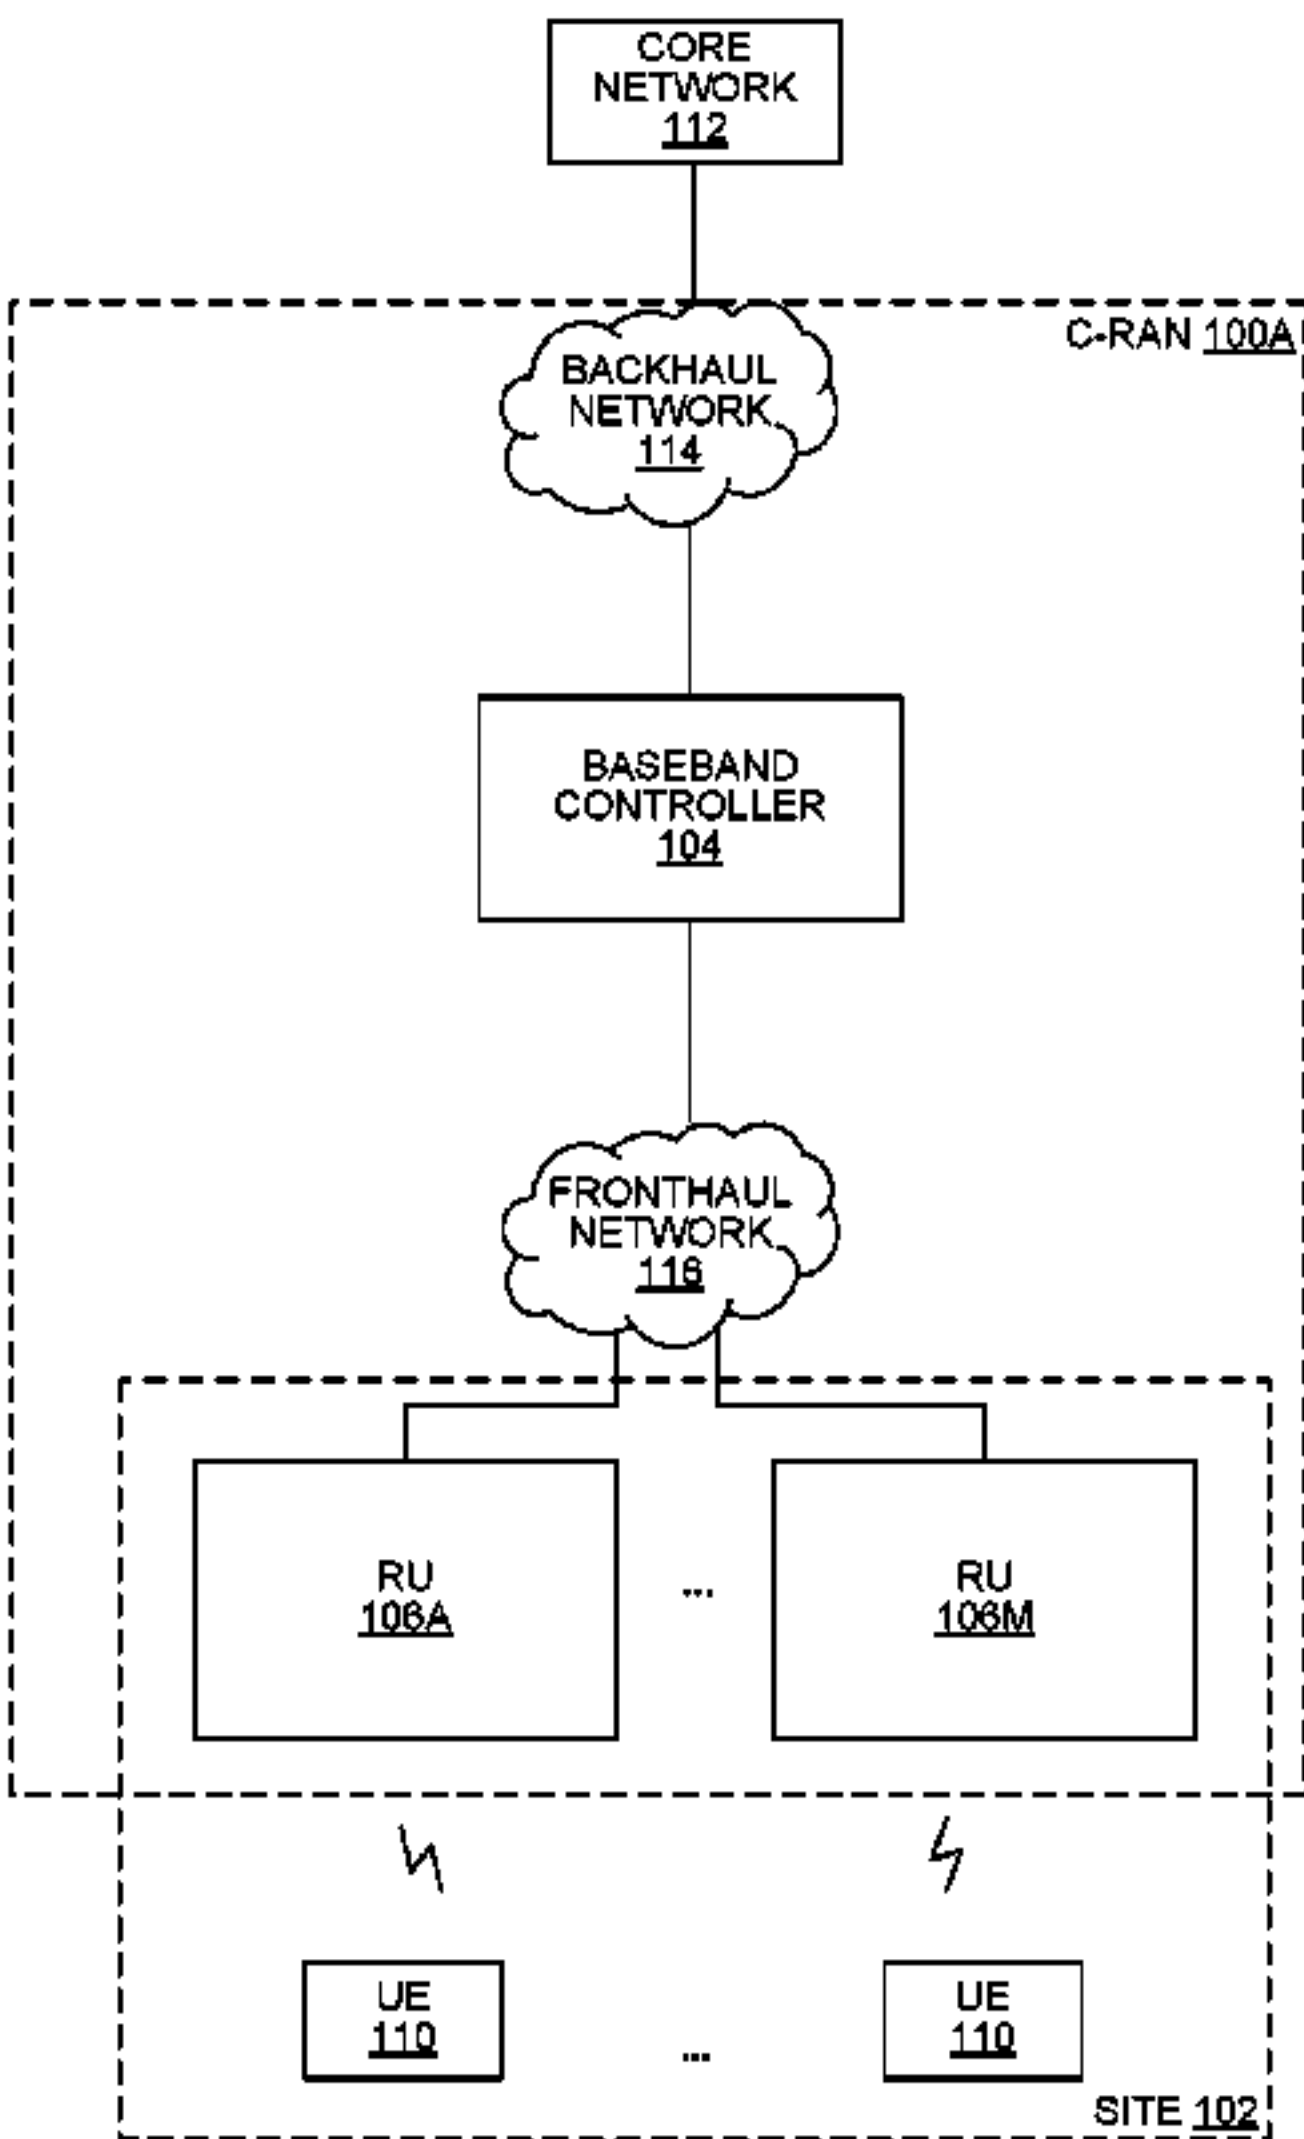 CORE
NETWORK
112
C-RAN 100A
BACKHAUL
NETWORK
114
BASEBAND
CONTROLLER
104
FRONTHAUL
NETWORK
116
RU
106A
...
RU
106M
UE
110
...
UE
110
SITE 102